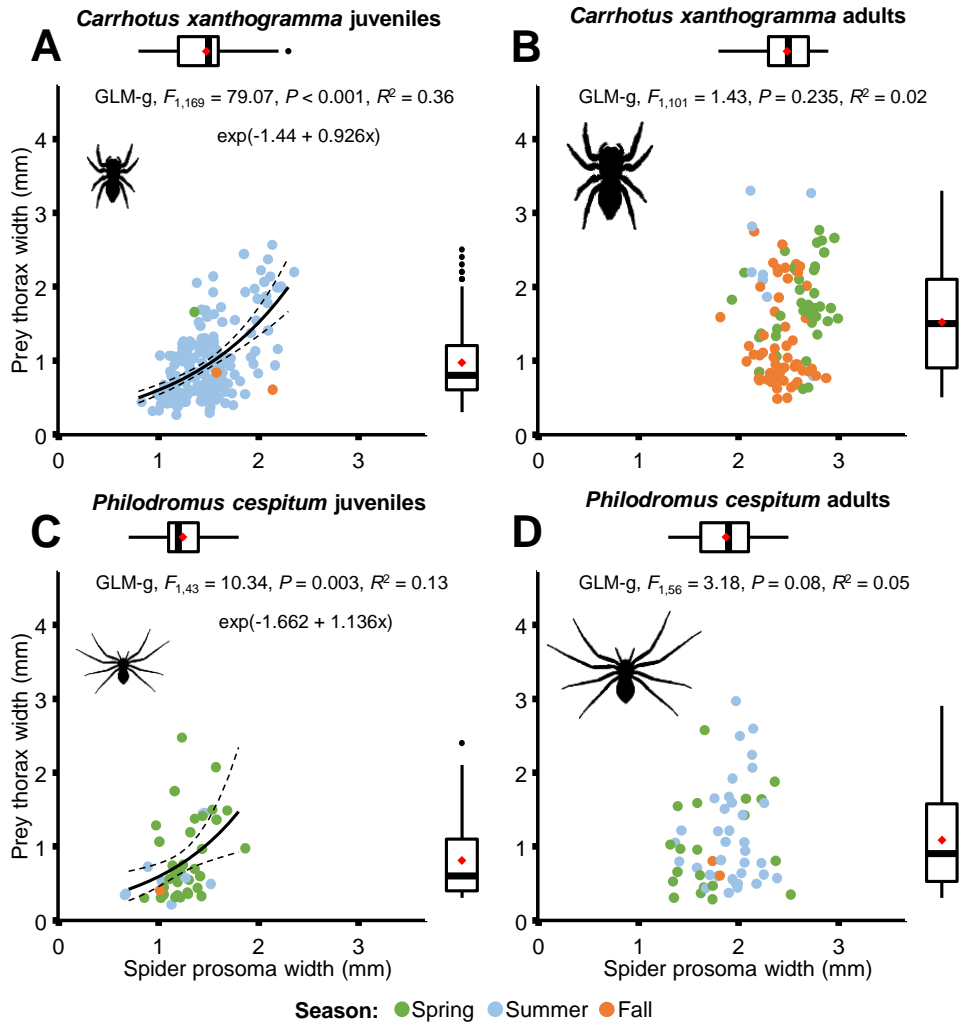 Carrhotus xanthogramma juveniles
A
GLM-g, F1,169 = 79.07, P < 0.001, R2 = 0.36
exp(-1.44 + 0.926x)
Prey thorax width (mm)
4
3
2
1
0
0 1 2 3
Carrhotus xanthogramma adults
B
GLM-g, F1,101 = 1.43, P = 0.235, R2 = 0.02
4
3
2
1
0
0 1 2 3
Philodromus cespitum juveniles
C
GLM-g, F1,43 = 10.34, P = 0.003, R2 = 0.13
exp(-1.662 + 1.136x)
Prey thorax width (mm)
4
3
2
1
0
0 1 2 3
Spider prosoma width (mm)
Philodromus cespitum adults
D
GLM-g, F1,56 = 3.18, P = 0.08, R2 = 0.05
4
3
2
1
0
0 1 2 3
Spider prosoma width (mm)
Season: Spring Summer Fall